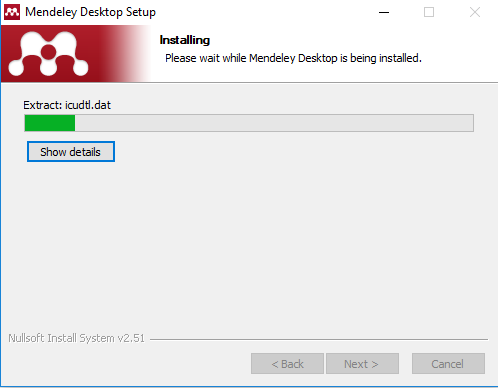 Mendeley Desktop Setup
Installing
Please wait while Mendeley Desktop is being installed.
Extract: icudtl.dat
Show details
Nullsoft Install System v2.51
< Back
Next >
Cancel